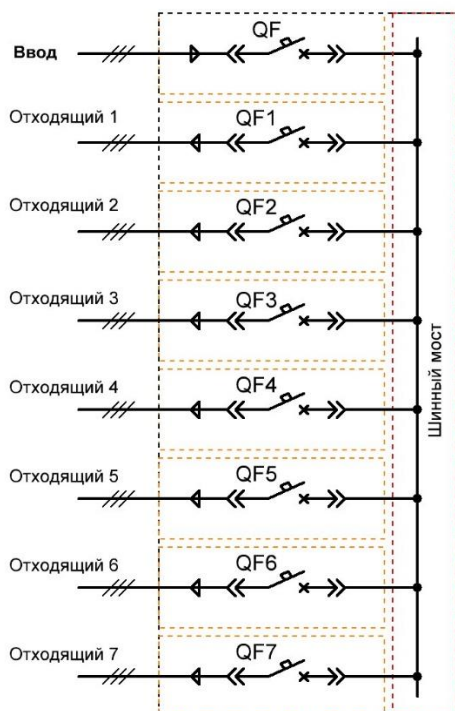 QF
Ввод
Отходящий 1
QF1
Отходящий 2
QF2
Отходящий 3
QF3
Отходящий 4
QF4
Отходящий 5
QF5
Отходящий 6
QF6
Отходящий 7
QF7
Шинный мост